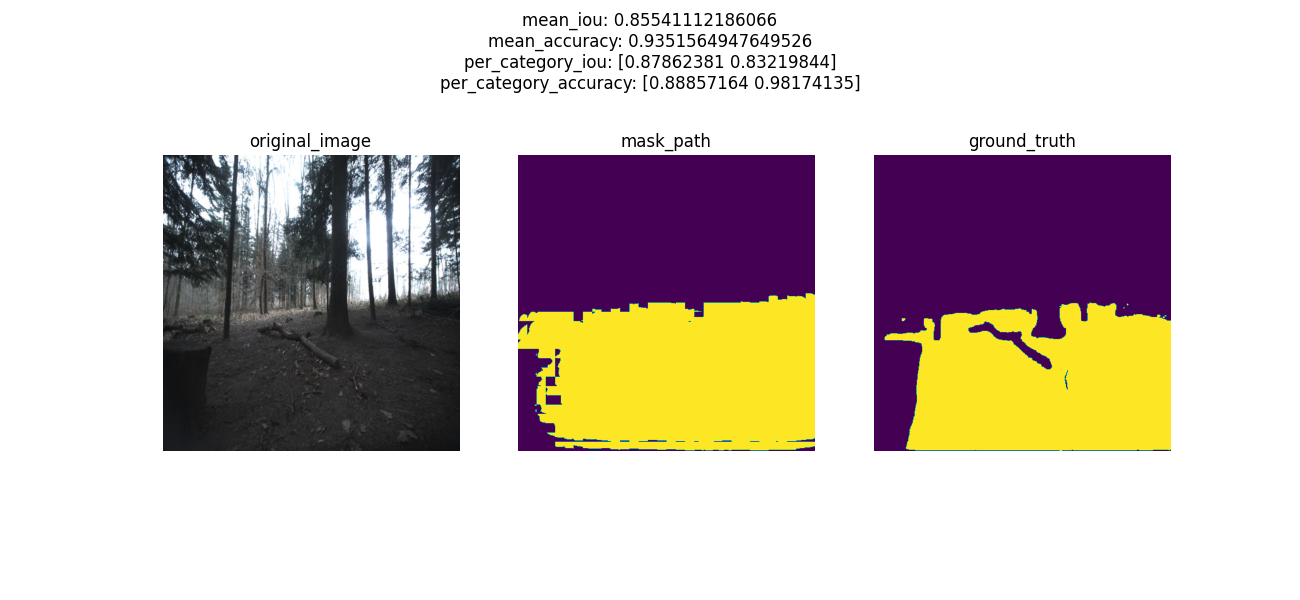 mean_iou: 0.85541112186066
mean_accuracy: 0.9351564947649526
per_category_iou: [0.87862381 0.83219844]
per_category_accuracy: [0.88857164 0.98174135]
original_image
mask_path
ground_truth